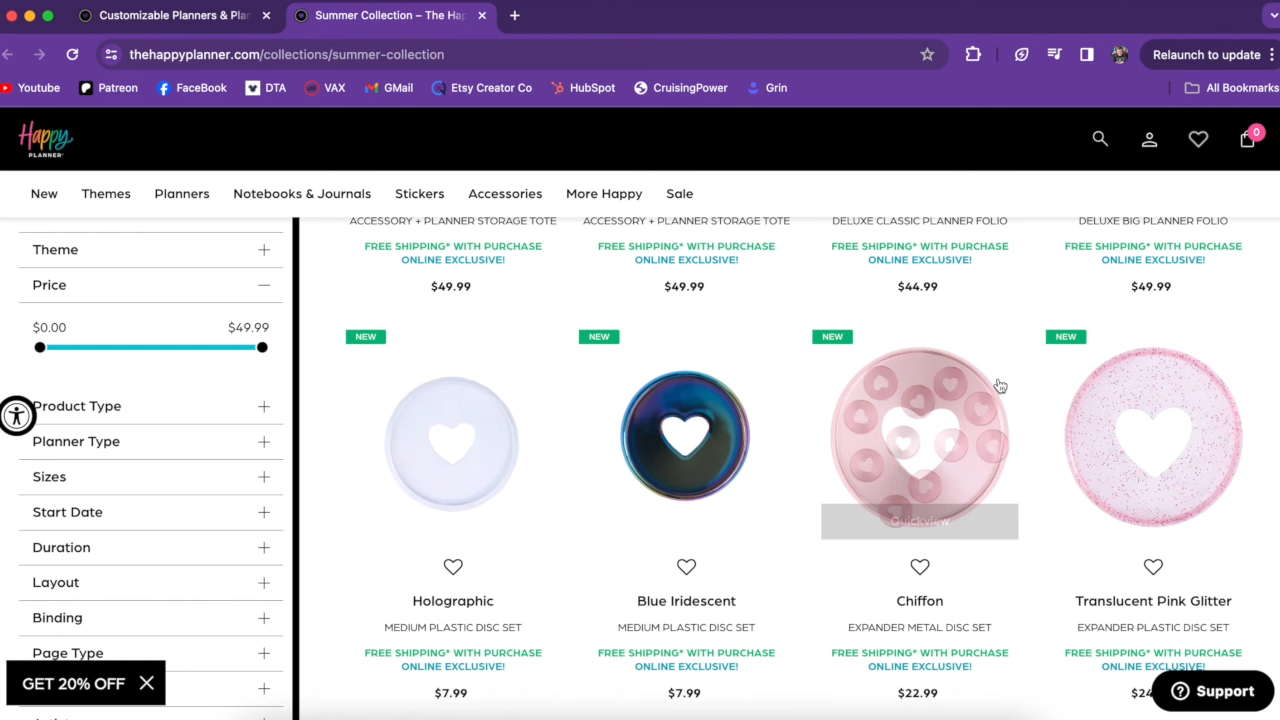 Customizable Planners & Plan
Summer Collection – The Hap
thehappyplanner.com/collections/summer-collection
Relaunch to update
Youtube
Patreon
FaceBook
DTA
VAX
GMail
Etsy Creator Co
HubSpot
CruisingPower
Grin
All Bookmarks
Happy
PLANNER
0
New
Themes
Planners
Notebooks & Journals
Stickers
Accessories
More Happy
Sale
Theme
Price
$0.00
$49.99
Product Type
Planner Type
Sizes
Start Date
Duration
Layout
Binding
Page Type
GET 20% OFF
ACCESSORY + PLANNER STORAGE TOTE
FREE SHIPPING* WITH PURCHASE
ONLINE EXCLUSIVE!
$49.99
ACCESSORY + PLANNER STORAGE TOTE
FREE SHIPPING* WITH PURCHASE
ONLINE EXCLUSIVE!
$49.99
DELUXE CLASSIC PLANNER FOLIO
FREE SHIPPING* WITH PURCHASE
ONLINE EXCLUSIVE!
$44.99
DELUXE BIG PLANNER FOLIO
FREE SHIPPING* WITH PURCHASE
ONLINE EXCLUSIVE!
$49.99
NEW
Holographic
MEDIUM PLASTIC DISC SET
FREE SHIPPING* WITH PURCHASE
ONLINE EXCLUSIVE!
$7.99
NEW
Blue Iridescent
MEDIUM PLASTIC DISC SET
FREE SHIPPING* WITH PURCHASE
ONLINE EXCLUSIVE!
$7.99
NEW
Quickview
Chiffon
EXPANDER METAL DISC SET
FREE SHIPPING* WITH PURCHASE
ONLINE EXCLUSIVE!
$22.99
NEW
Translucent Pink Glitter
EXPANDER PLASTIC DISC SET
FREE SHIPPING* WITH PURCHASE
ONLINE EXCLUSIVE!
$24
Support